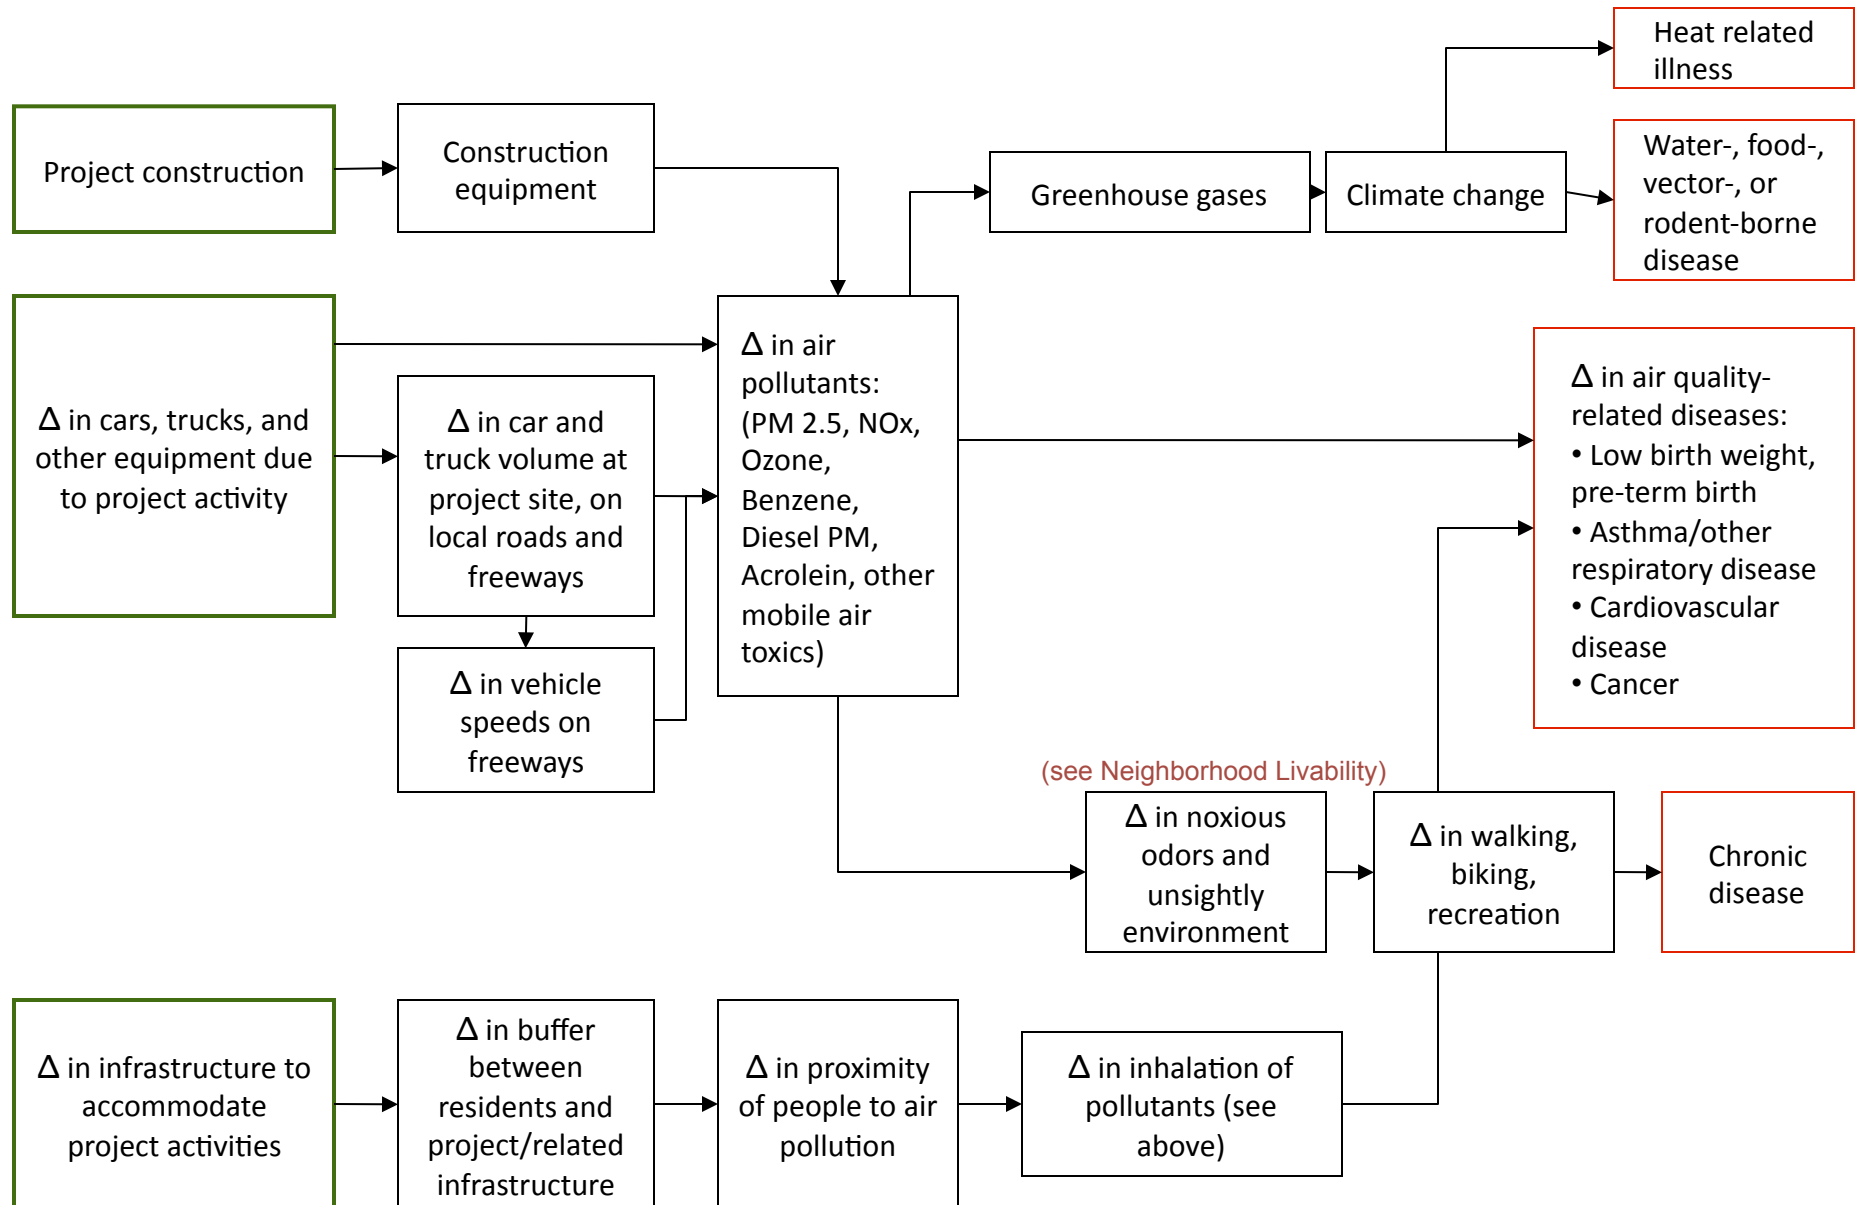 Heat related
illness
Project construction
Construction
equipment
Greenhouse gases
Climate change
Water-, food-,
vector-, or
rodent-borne
disease
Δ in cars, trucks, and
other equipment due
to project activity
Δ in car and
truck volume at
project site, on
local roads and
freeways
Δ in vehicle
speeds on
freeways
Δ in air
pollutants:
(PM 2.5, NOx,
Ozone,
Benzene,
Diesel PM,
Acrolein, other
mobile air
toxics)
Δ in air quality-
related diseases:
• Low birth weight,
pre-term birth
• Asthma/other
respiratory disease
• Cardiovascular
disease
• Cancer
(see Neighborhood Livability)
Δ in noxious
odors and
unsightly
environment
Δ in walking,
biking,
recreation
Chronic
disease
Δ in infrastructure to
accommodate
project activities
Δ in buffer
between
residents and
project/related
infrastructure
Δ in proximity
of people to air
pollution
Δ in inhalation of
pollutants (see
above)